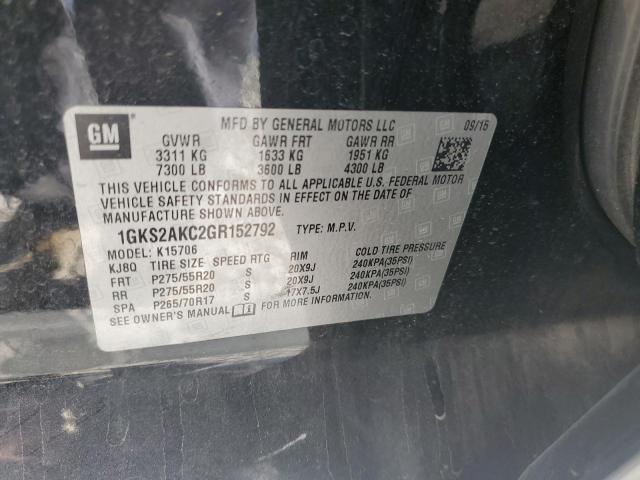 GM
MFD BY GENERAL MOTORS LLC 09/15
GVWR GAWR FRT GAWR RR
3311 KG 1633 KG 1951 KG
7300 LB 3600 LB 4300 LB
THIS VEHICLE CONFORMS TO ALL APPLICABLE U.S. FEDERAL MOTOR
VEHICLE SAFETY STANDARDS IN EFFECT ON THE DATE OF
MANUFACTURE SHOWN ABOVE.
1GKS2AKC2GR152792 TYPE: M.P.V.
K15706
KJ8Q TIRE SIZE SPEED RTG RIM COLD TIRE PRESSURE
FRT P275/55R20 S 20X9J 240KPA(35PSI)
RR P275/55R20 S 20X9J 240KPA(35PSI)
SPA P265/70R17 S 17X7.5J 240KPA(35PSI)
SEE OWNER'S MANUAL FOR MORE INFORMATION.